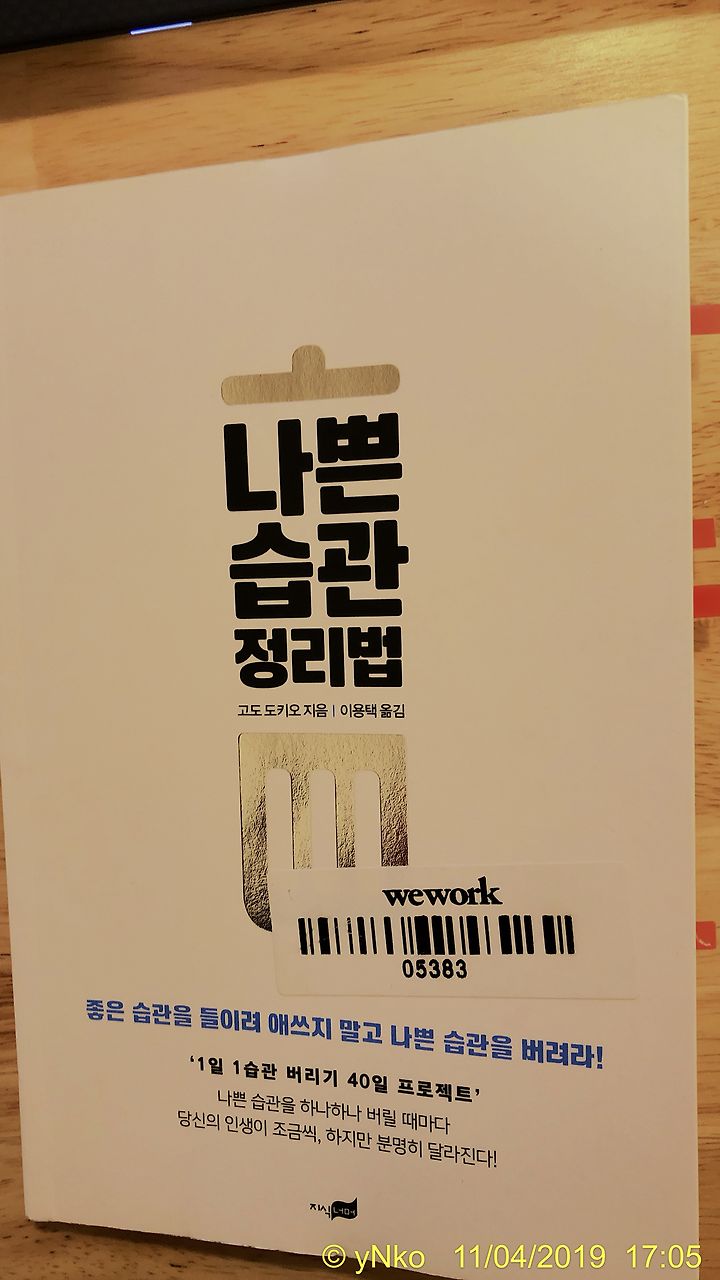 나쁜
습관
정리법
고도 도키오 지음 | 이용택 옮김
wework
05383
좋은 습관을 들이려 애쓰지 말고 나쁜 습관을 버려라!
‘1일 1습관 버리기 40일 프로젝트’
나쁜 습관을 하나하나 버릴 때마다
당신의 인생이 조금씩, 하지만 분명히 달라진다!
지식너머
© yNko 11/04/2019 17:05